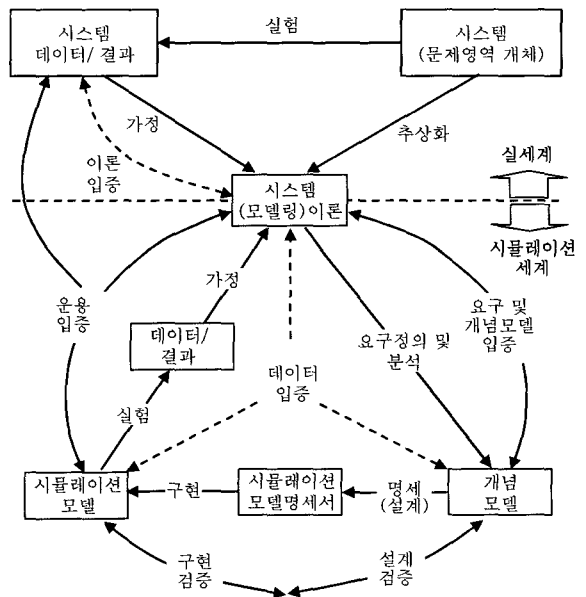 시스템
데이터/ 결과
실험
시스템
(문제영역 개체)
가정
추상화
이론
입증
실세계
시스템
(모델링)이론
시뮬레이션
세계
가정
운용
입증
데이터/
결과
요구정의 및
분석
요구 및
개념모델
입증
데이터
입증
실험
시뮬레이션
모델
구현
시뮬레이션
모델명세서
명세
(설계)
개념
모델
구현
검증
설계
검증